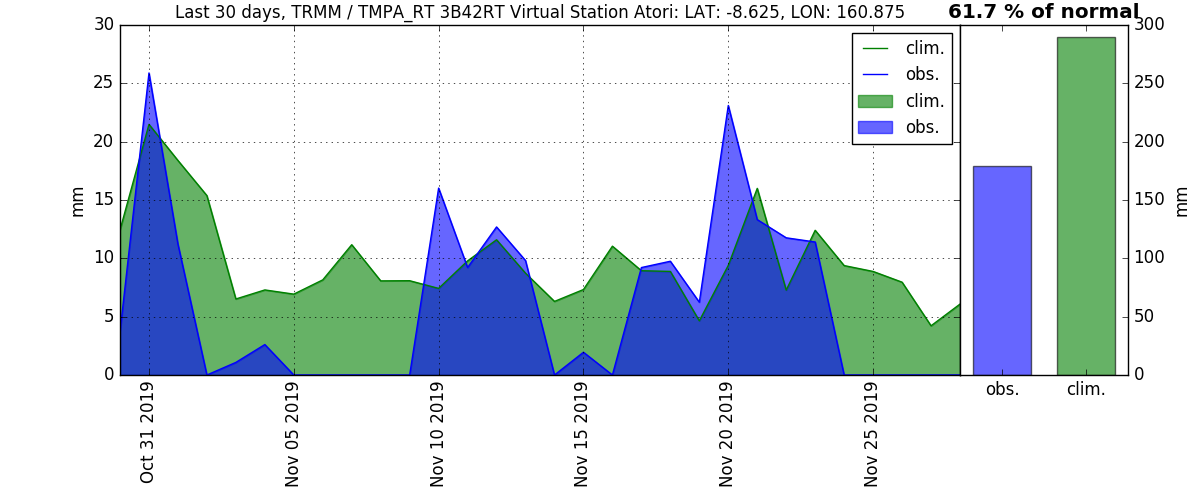 Last 30 days, TRMM / TMPA_RT 3B42RT Virtual Station Atori: LAT: -8.625, LON: 160.875
61.7 % of normal
30
25
20
15
10
5
0
mm
clim.
obs.
clim.
obs.
Oct 31 2019
Nov 05 2019
Nov 10 2019
Nov 15 2019
Nov 20 2019
Nov 25 2019
300
250
200
150
100
50
0
mm
obs.
clim.